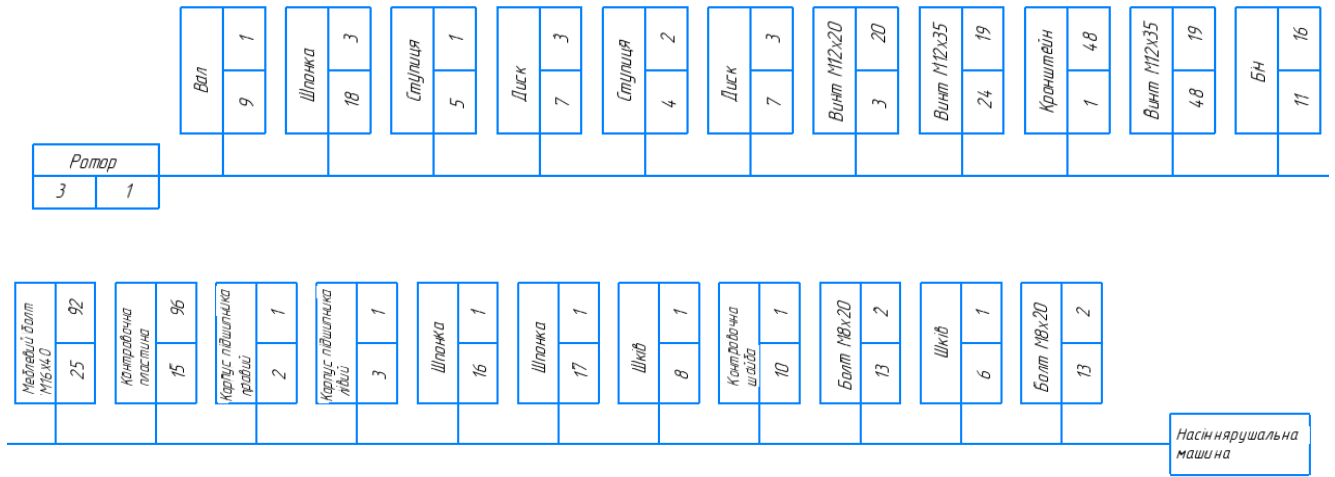 Вал
1
9
Шпонка
3
18
Ступиця
1
5
Диск
3
7
Ступиця
2
4
Диск
3
7
Винт М12х20
20
3
Винт М12х35
19
24
Кронштейн
48
1
Винт М12х35
19
48
Біч
16
11
Ротор
3 1
Меблевий болт
М16х40
92
25
Контровочна
пластина
96
15
Корпус підшипника
правий
1
2
Корпус підшипника
лівий
1
3
Шпонка
1
16
Шпонка
1
17
Шків
1
8
Контровочна
шайба
1
10
Болт М8х20
2
13
Шків
1
6
Болт М8х20
2
13
Насіннярушальна
машина